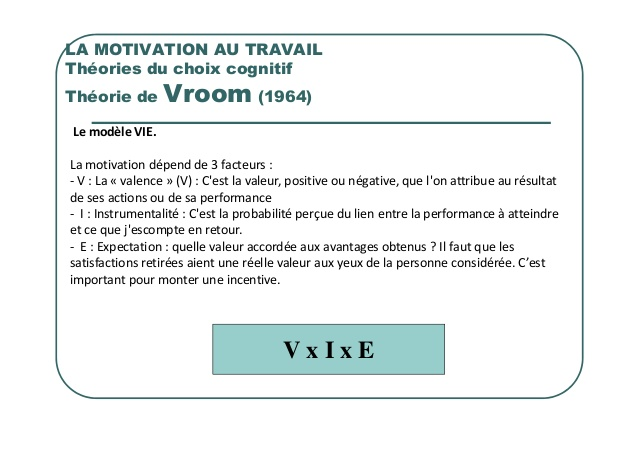 LA MOTIVATION AU TRAVAIL
Théories du choix cognitif
Théorie de Vroom (1964)
Le modèle VIE.
La motivation dépend de 3 facteurs :
- V : La « valence » (V) : C'est la valeur, positive ou négative, que l'on attribue au résultat
de ses actions ou de sa performance
- I : Instrumentalité : C'est la probabilité perçue du lien entre la performance à atteindre
et ce que j'escompte en retour.
- E : Expectation : quelle valeur accordée aux avantages obtenus ? Il faut que les
satisfactions retirées aient une réelle valeur aux yeux de la personne considérée. C’est
important pour monter une incentive.
V x I x E